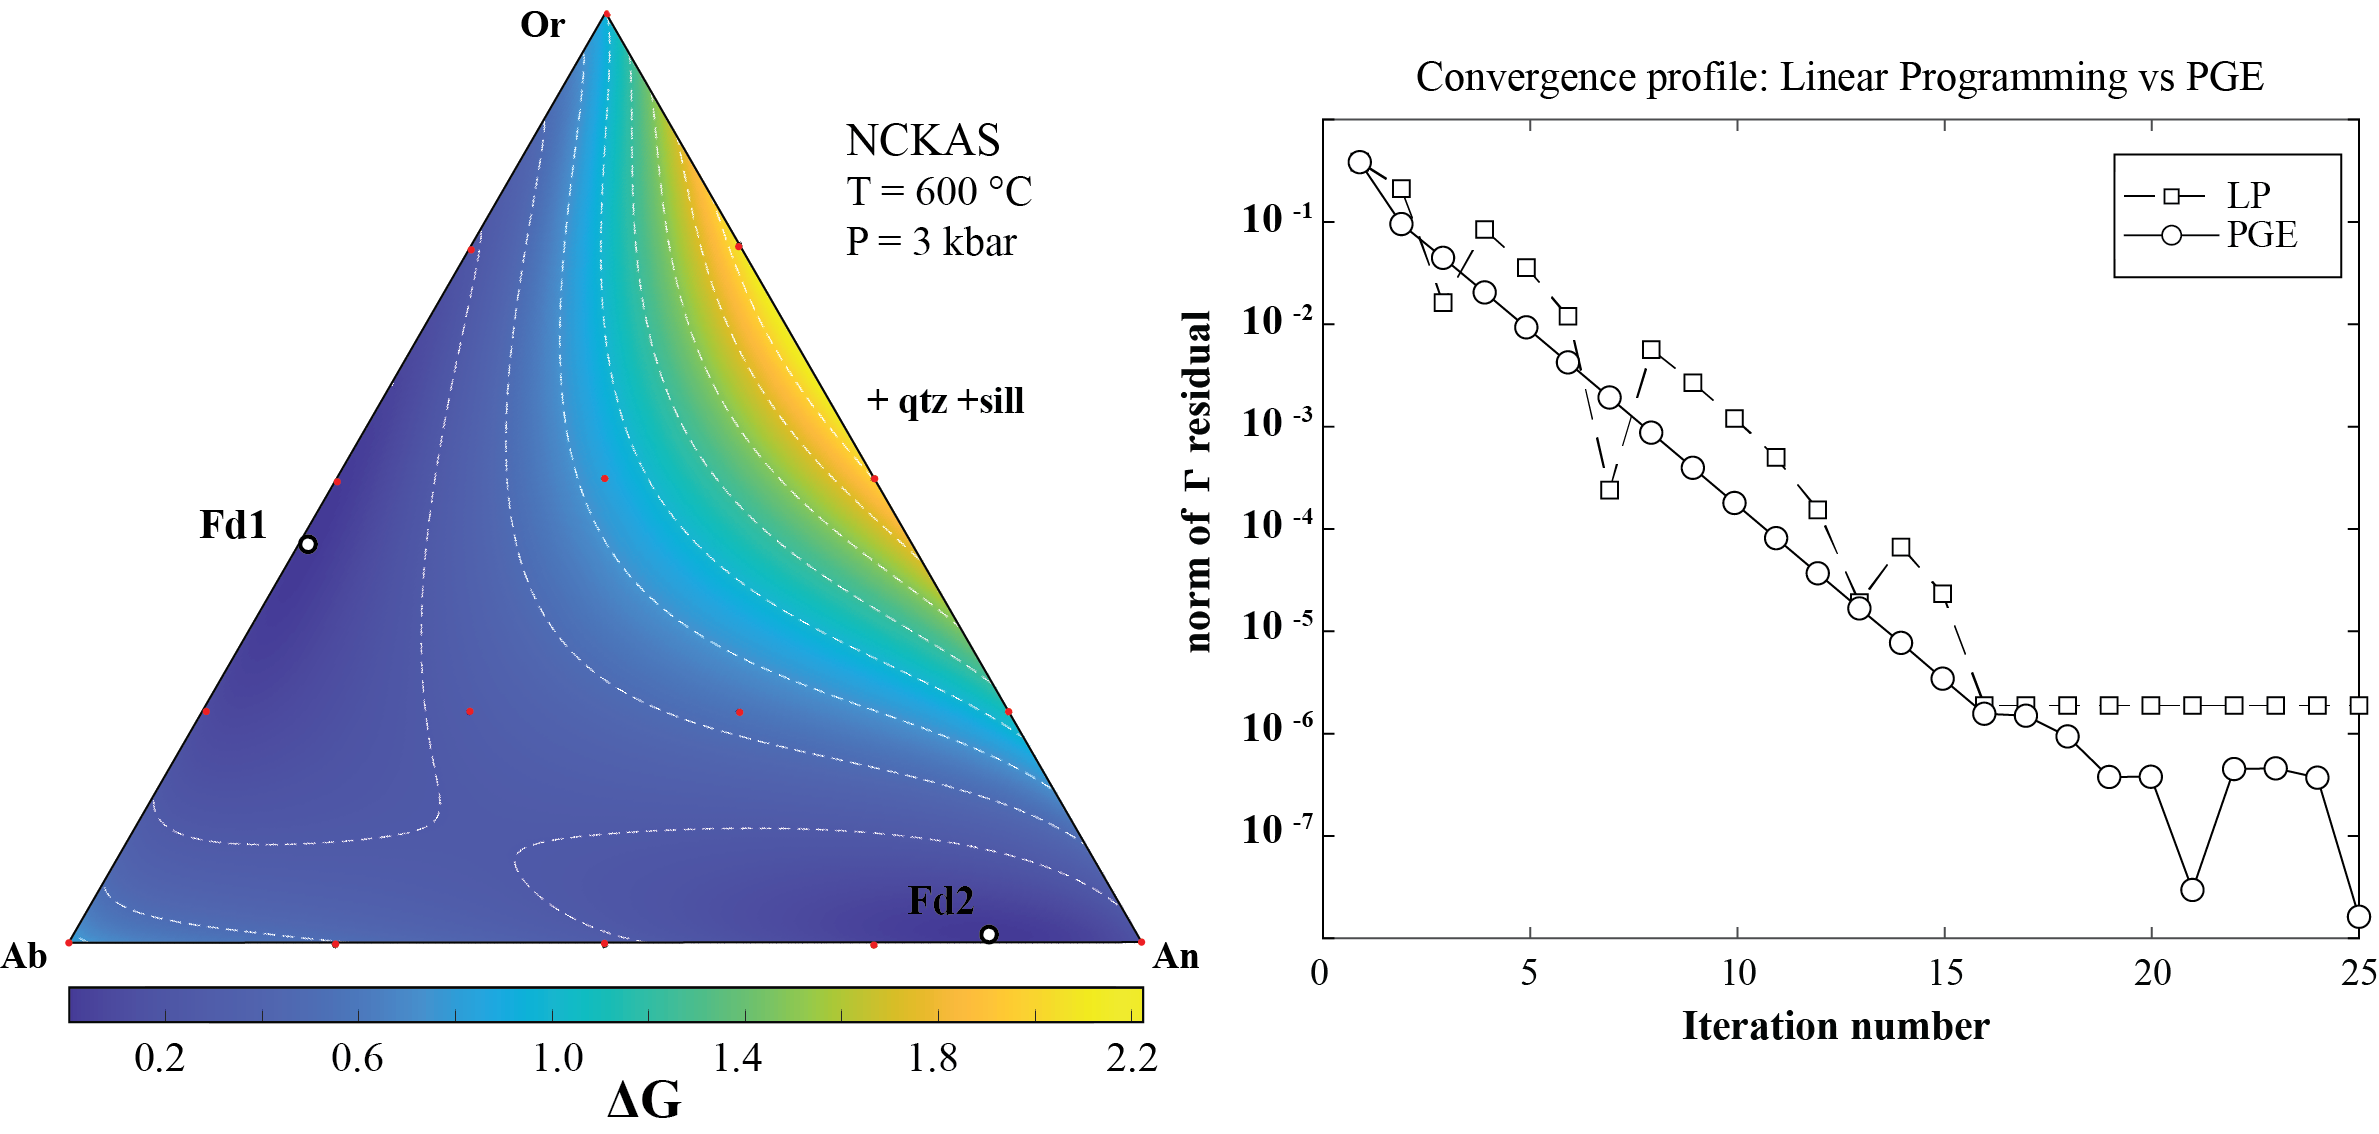 Or
NCKAS
T = 600 °C
P = 3 kbar
+ qtz +sill
Fd1
Fd2
Ab
An
0.2 0.6 1.0 1.4 1.8 2.2
ΔG
Convergence profile: Linear Programming vs PGE
LP
PGE
norm of Γ residual
10 -1
10 -2
10 -3
10 -4
10 -5
10 -6
10 -7
0 5 10 15 20 25
Iteration number